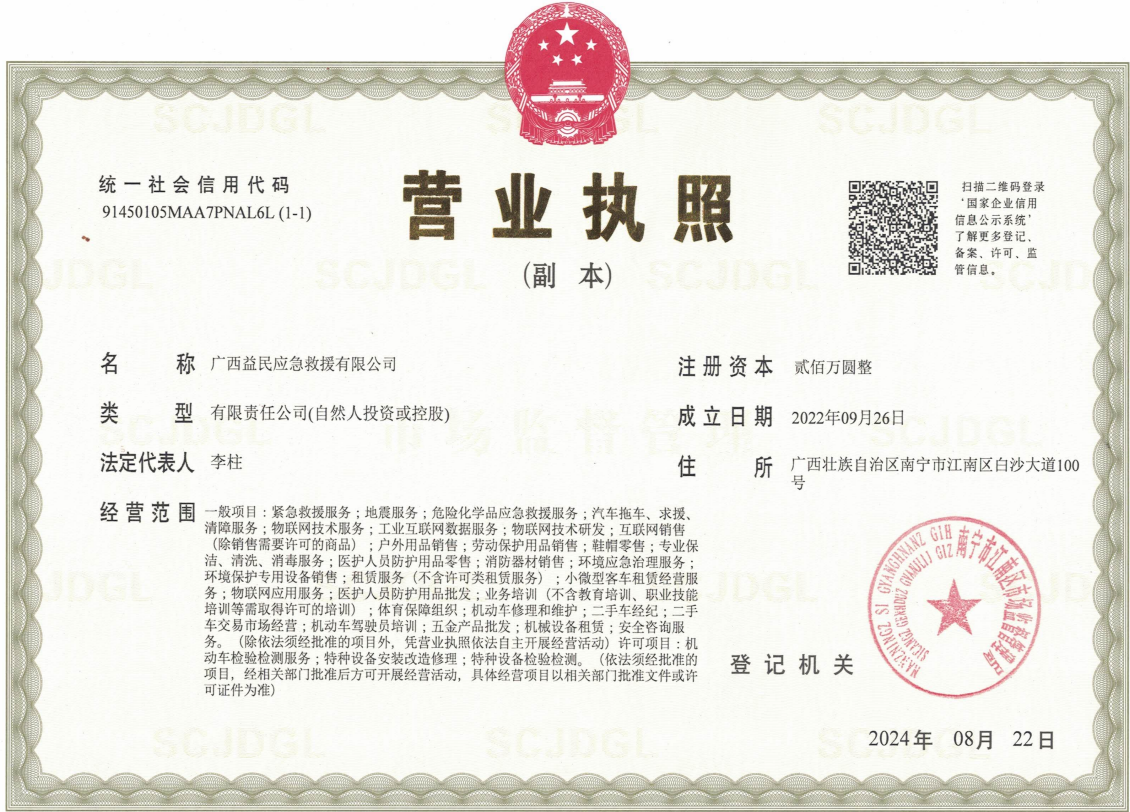 统一社会信用代码
91450105MAA7PNAL6L (1-1)
营业执照
(副 本)
扫描二维码登录
‘国家企业信用
信息公示系统’
了解更多登记、
备案、许可、监
管信息。
名 称 广西益民应急救援有限公司
类 型 有限责任公司(自然人投资或控股)
法定代表人 李柱
经营范围 一般项目：紧急救援服务；地震服务；危险化学品应急救援服务；汽车拖车、求援、
清障服务；物联网技术服务；工业互联网数据服务；物联网技术研发；互联网销售
（除销售需要许可的商品）；户外用品销售；劳动保护用品销售；鞋帽零售；专业保
洁、清洗、消毒服务；医护人员防护用品零售；消防器材销售；环境应急治理服务；
环境保护专用设备销售；租赁服务（不含许可类租赁服务）；小微型客车租赁经营服
务；物联网应用服务；医护人员防护用品批发；业务培训（不含教育培训、职业技能
培训等需取得许可的培训）；体育保障组织；机动车修理和维护；二手车经纪；二手
车交易市场经营；机动车驾驶员培训；五金产品批发；机械设备租赁；安全咨询服
务。（除依法须经批准的项目外，凭营业执照依法自主开展经营活动）许可项目：机
动车检验检测服务；特种设备安装改造修理；特种设备检验检测。（依法须经批准的
项目，经相关部门批准后方可开展经营活动，具体经营项目以相关部门批准文件或许
可证件为准）
注册资本 贰佰万圆整
成立日期 2022年09月26日
住 所 广西壮族自治区南宁市江南区白沙大道100
号
登记机关
南宁市江南区市场监督管理局
2024年 08月 22日
SCJDGL
市场监督管理